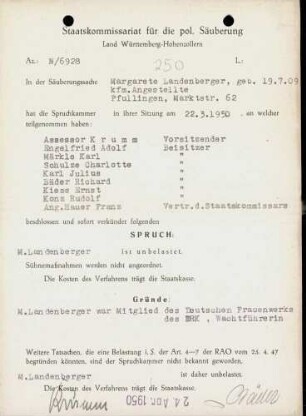 Staatskommissariat für die pol. Säuberung
Land Württemberg-Hohenzollern
Az.: N/6928 L:
250
In der Säuberungssache Margarete Landenberger, geb. 19.7.09
kfm.Angestellte
Pfullingen, Marktstr. 62
hat die Spruchkammer in ihrer Sitzung am 22.3.1950 an welcher
teilgenommen haben:
Assessor K r u m m Vorsitzender
Engelfried Adolf Beisitzer
Märkle Karl "
Schulze Charlotte "
Karl Julius "
Bäder Richard "
Kiese Ernst "
Konz Rudolf "
Ang.Hauer Franz Vertr.d.Staatskommissars
beschlossen und sofort verkündet folgenden
SPRUCH:
M.Landenberger ist unbelastet.
Sühnemaßnahmen werden nicht angeordnet.
Die Kosten des Verfahrens trägt die Staatskasse.
Gründe:
M.Landenberger war Mitglied des Deutschen Frauenwerks
des DRK , Wachtführerin
Weitere Tatsachen, die eine Belastung i. S. der Art. 4—7 der RAO vom 25. 4. 47
begründen könnten, sind der Spruchkammer nicht bekannt geworden.
M.Landenberger ist daher unbelastet.
Die Kosten des Verfahrens trägt die Staatskasse.
24. APR. 1950